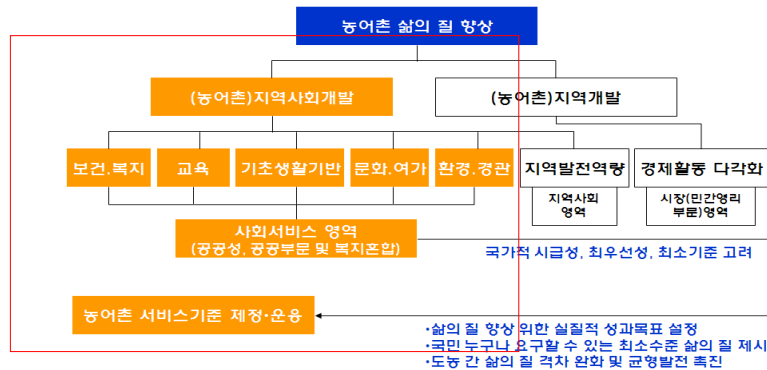 농어촌 삶의 질 향상
(농어촌)지역사회개발
(농어촌)지역개발
보건.복지
교육
기초생활기반
문화.여가
환경.경관
지역발전역량
경제활동 다각화
지역사회
영역
시장(민간영리
부문)영역
사회서비스 영역
(공공성, 공공부문 및 복지혼합)
국가적 시급성, 최우선성, 최소기준 고려
농어촌 서비스기준 제정·운용
·삶의 질 향상 위한 실질적 성과목표 설정
·국민 누구나 요구할 수 있는 최소수준 삶의 질 제시
·도농 간 삶의 질 격차 완화 및 균형발전 촉진